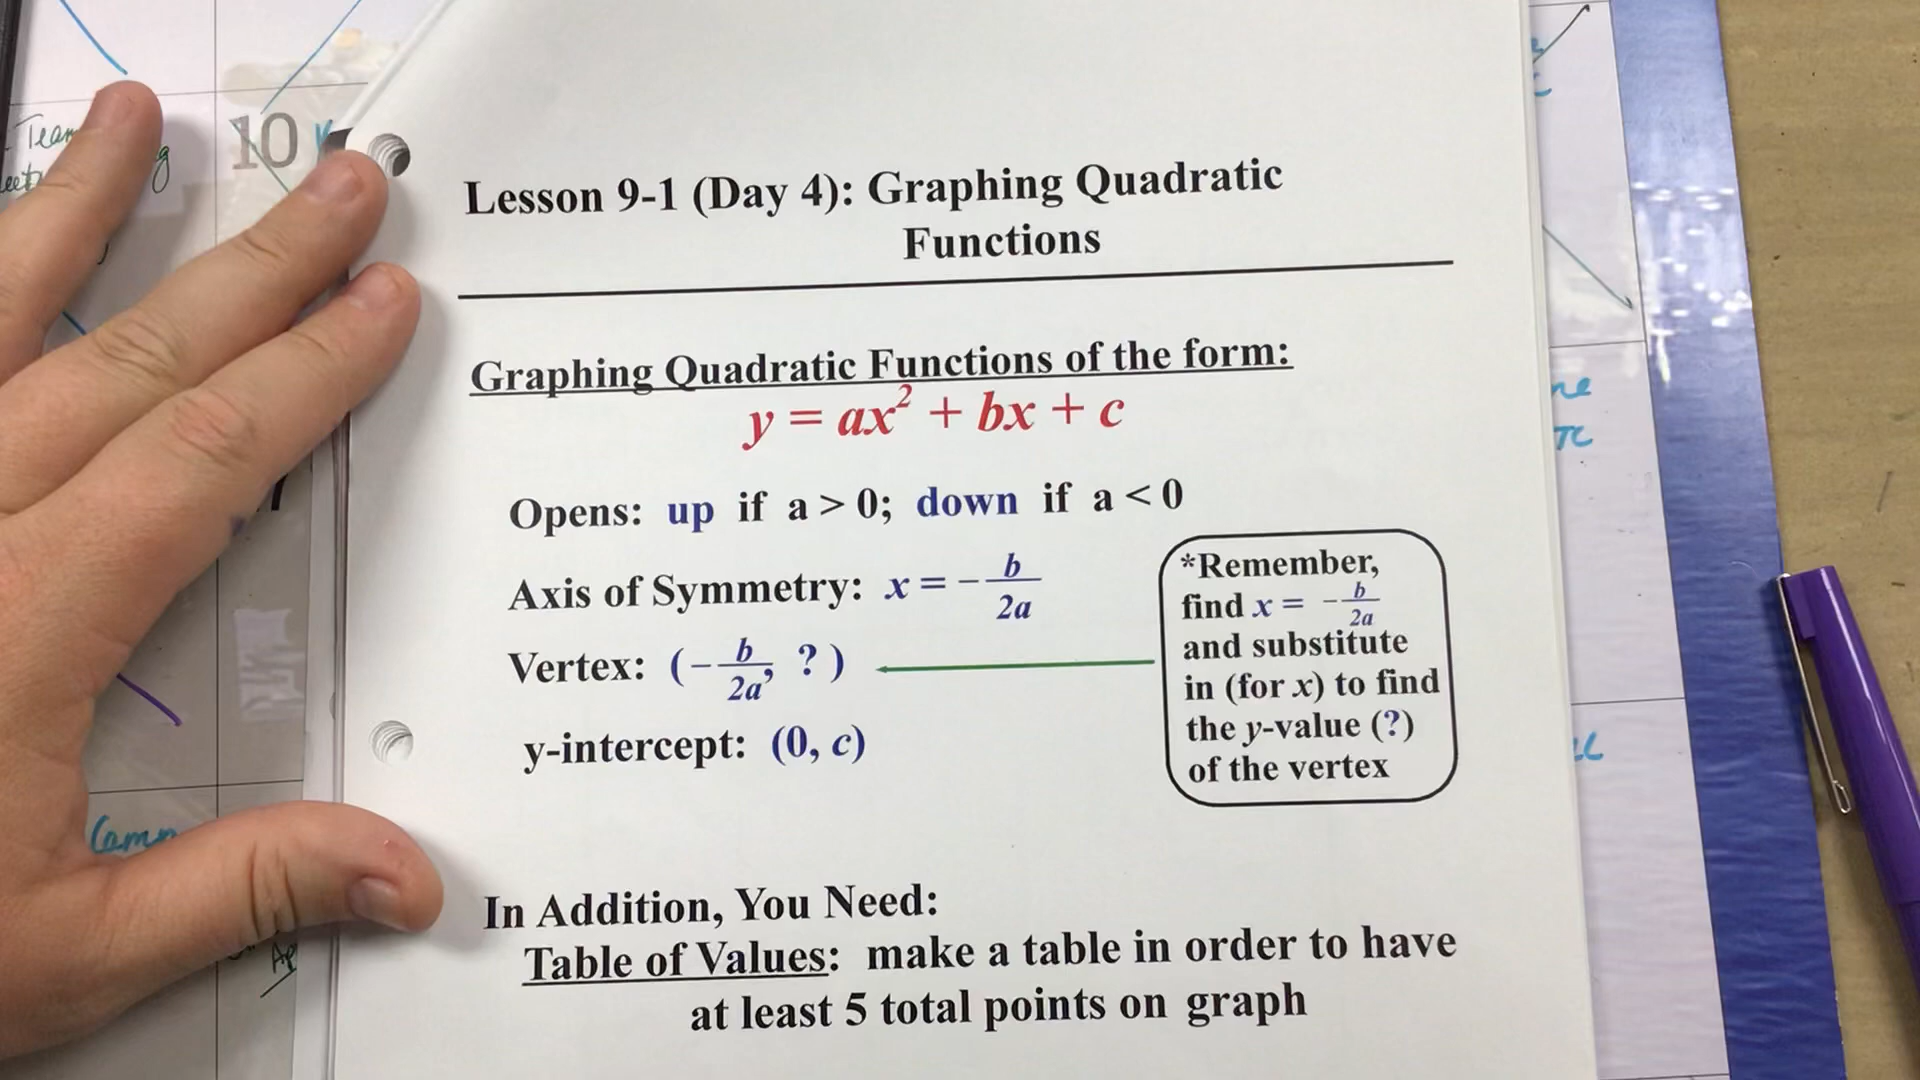 Team
10
Lesson 9-1 (Day 4): Graphing Quadratic
Functions
Graphing Quadratic Functions of the form:
y = ax² + bx + c
Opens: up if a > 0; down if a < 0
Axis of Symmetry: x = -b/2a
Vertex: (-b/2a, ?)
y-intercept: (0, c)
*Remember,
find x = -b/2a
and substitute
in (for x) to find
the y-value (?)
of the vertex
In Addition, You Need:
Table of Values: make a table in order to have
at least 5 total points on graph